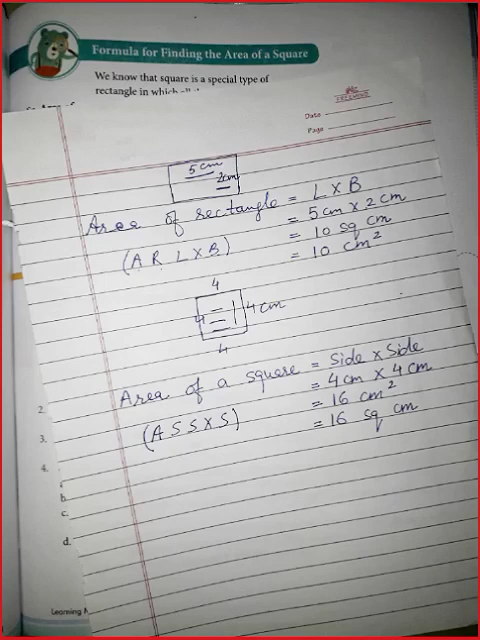 Formula for Finding the Area of a Square
We know that square is a special type of
rectangle in which
Date
Page
5 cm
2cm
Area of rectangle = L x B
= 5 cm x 2 cm
(A R L x B) = 10 sq cm
= 10 cm²
4
4 4 cm
4
Area of a square = Side x Side
= 4 cm x 4 cm
(A S S x S) = 16 cm²
= 16 sq cm
2.
3.
4.
b.
c.
d.
Learning